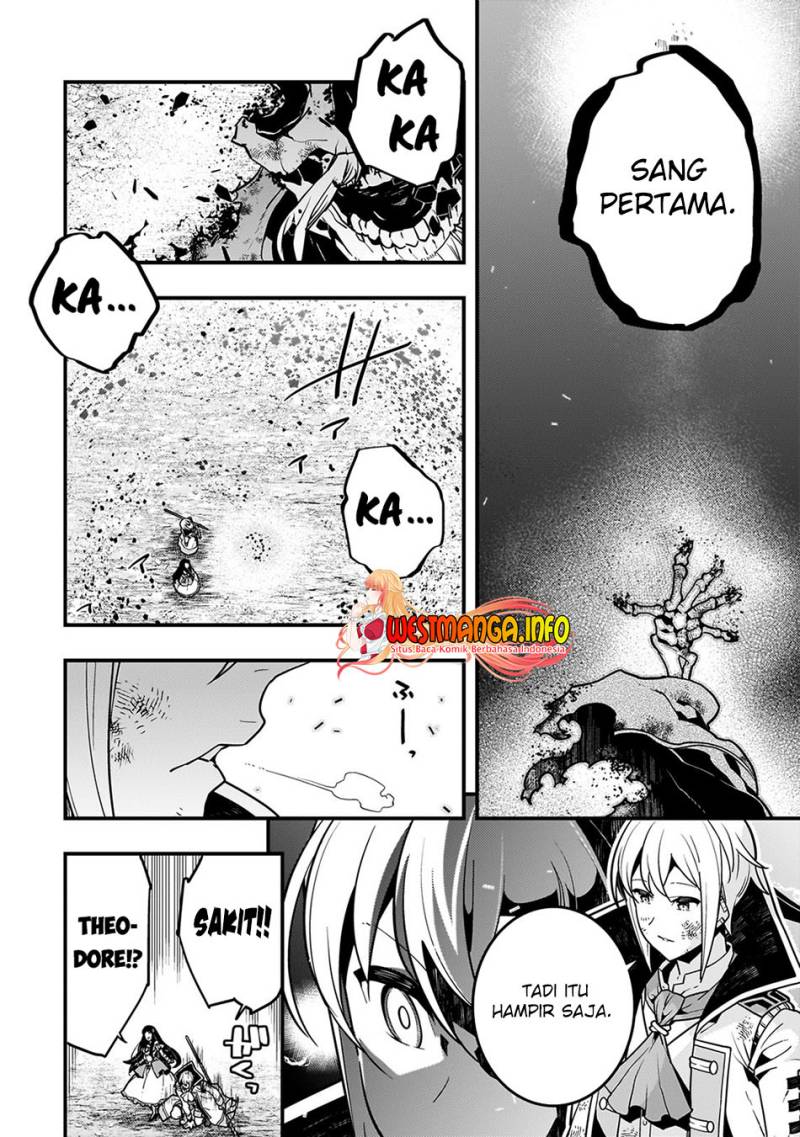 SANG
PERTAMA.
KA
KA
KA...
KA...
WESTMANGA.INFO
Situs Baca Komik Berbahasa Indonesia
ふーっ
TADI ITU
HAMPIR SAJA.
SAKIT!!
THEO-
DORE!?